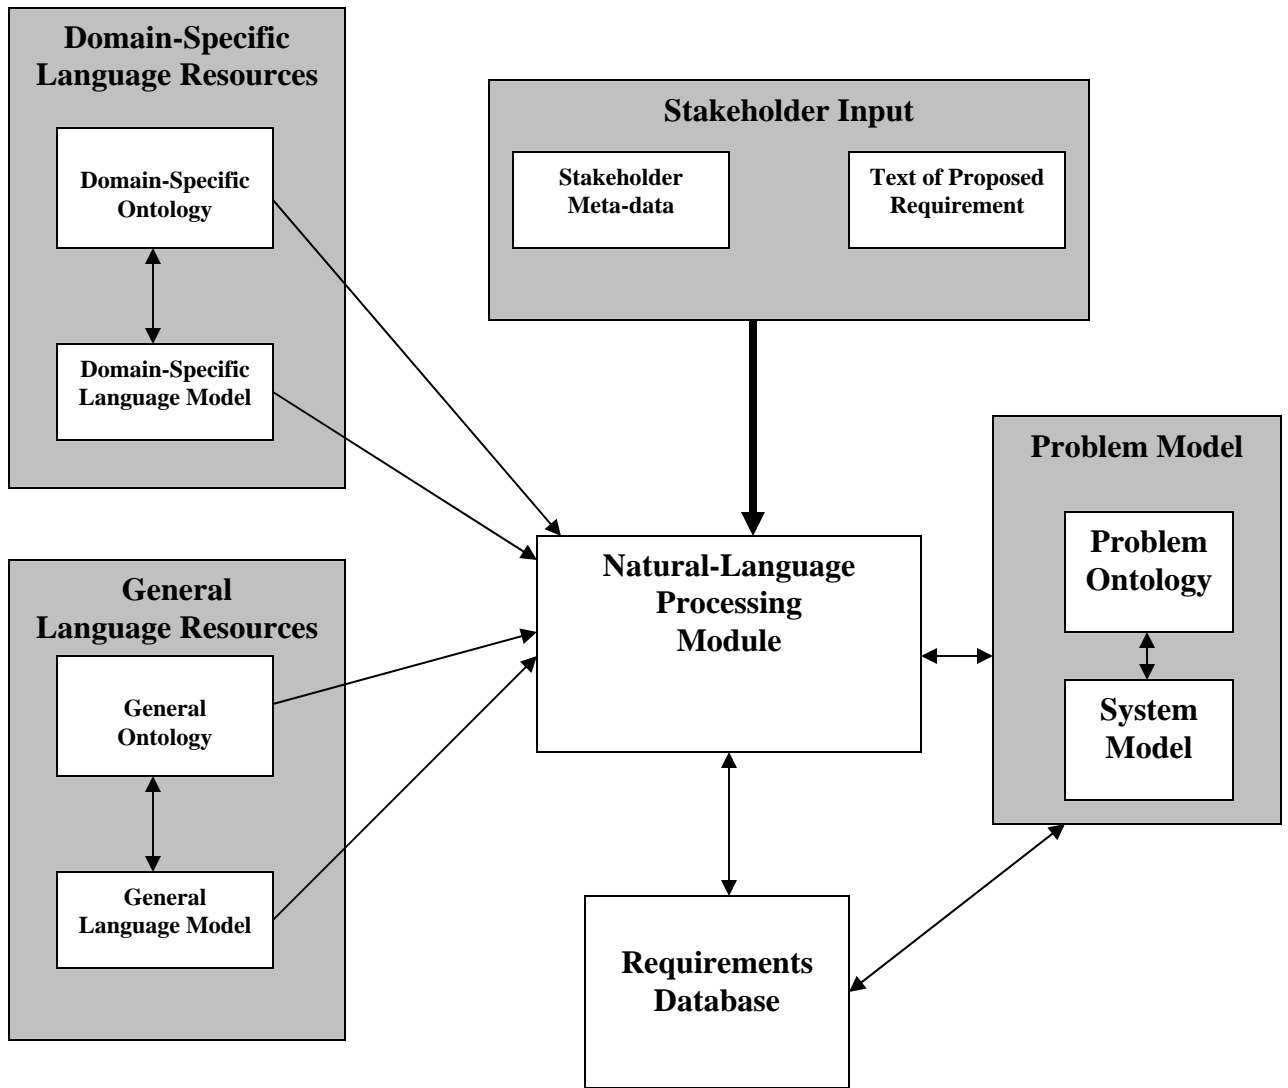 Domain-Specific
Language Resources
Domain-Specific
Ontology
Domain-Specific
Language Model
Stakeholder Input
Stakeholder
Meta-data
Text of Proposed
Requirement
General
Language Resources
General
Ontology
General
Language Model
Natural-Language
Processing
Module
Problem Model
Problem
Ontology
System
Model
Requirements
Database